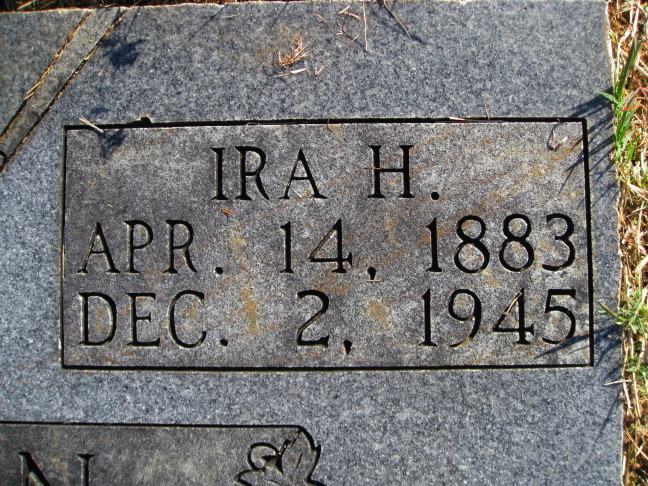 IRA H.
APR. 14, 1883
DEC. 2, 1945
N